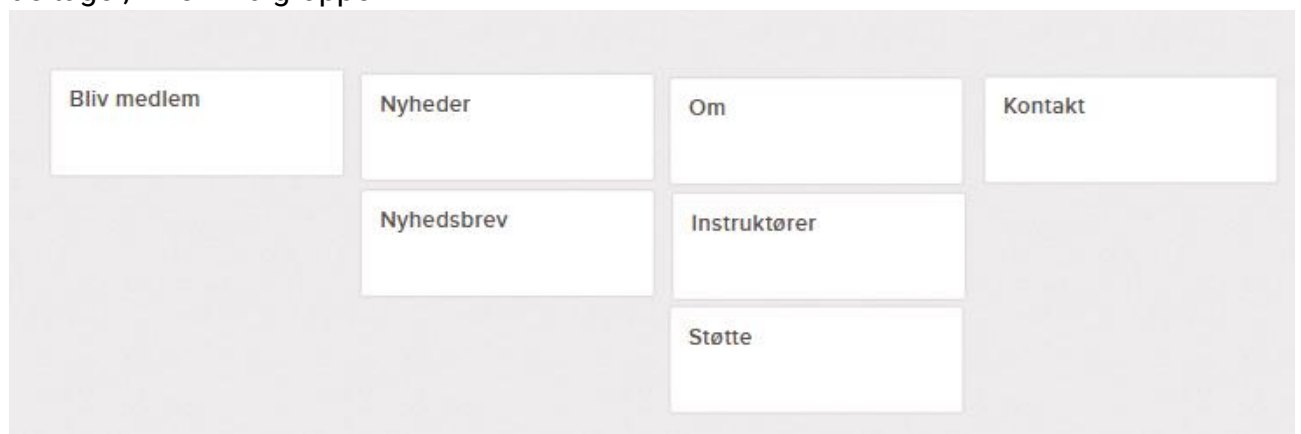 Bliv medlem
Nyheder
Om
Kontakt
Nyhedsbrev
Instruktører
Støtte